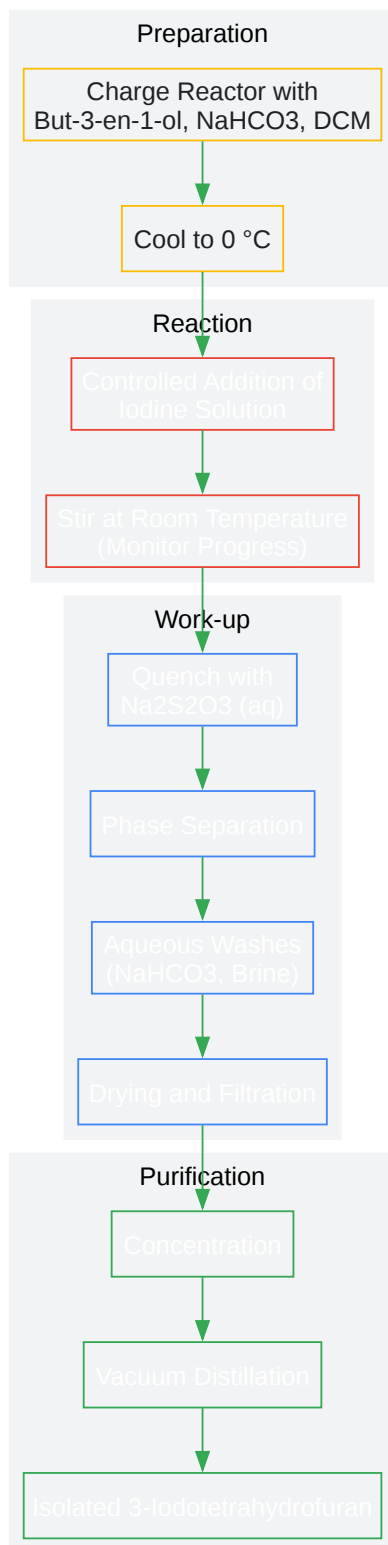 Preparation
Charge Reactor with
But-3-en-1-ol, NaHCO3, DCM
Cool to 0 °C
Reaction
Controlled Addition of
Iodine Solution
Stir at Room Temperature
(Monitor Progress)
Work-up
Quench with
Na2S2O3 (aq)
Phase Separation
Aqueous Washes
(NaHCO3, Brine)
Drying and Filtration
Purification
Concentration
Vacuum Distillation
Isolated 3-Iodotetrahydrofuran